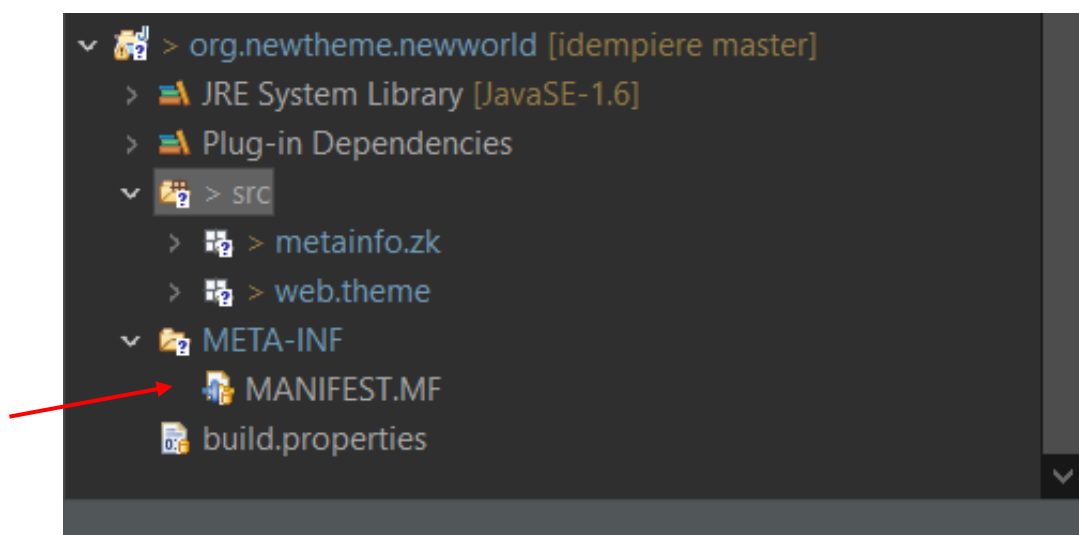 > org.newtheme.newworld [idempiere master]
JRE System Library [JavaSE-1.6]
Plug-in Dependencies
> src
> metainfo.zk
> web.theme
META-INF
MANIFEST.MF
build.properties